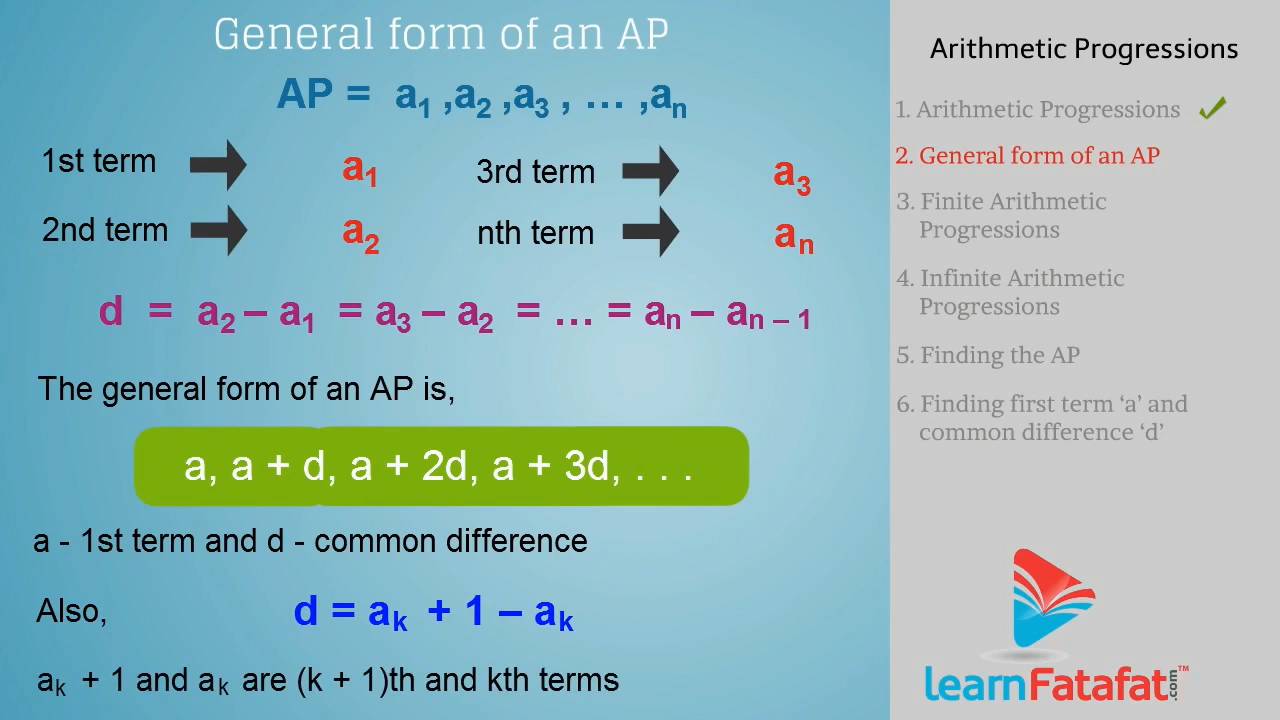 General form of an AP
AP = a₁ ,a₂ ,a₃ , … ,aₙ
1st term a₁ 3rd term a₃
2nd term a₂ nth term aₙ
d = a₂ – a₁ = a₃ – a₂ = … = aₙ – aₙ ₋ ₁
The general form of an AP is,
a, a + d, a + 2d, a + 3d, . . .
a - 1st term and d - common difference
Also, d = aₖ + 1 – aₖ
aₖ + 1 and aₖ are (k + 1)th and kth terms
Arithmetic Progressions
1. Arithmetic Progressions ✓
2. General form of an AP
3. Finite Arithmetic
Progressions
4. Infinite Arithmetic
Progressions
5. Finding the AP
6. Finding first term ‘a’ and
common difference ‘d’
learnFatafat.com™